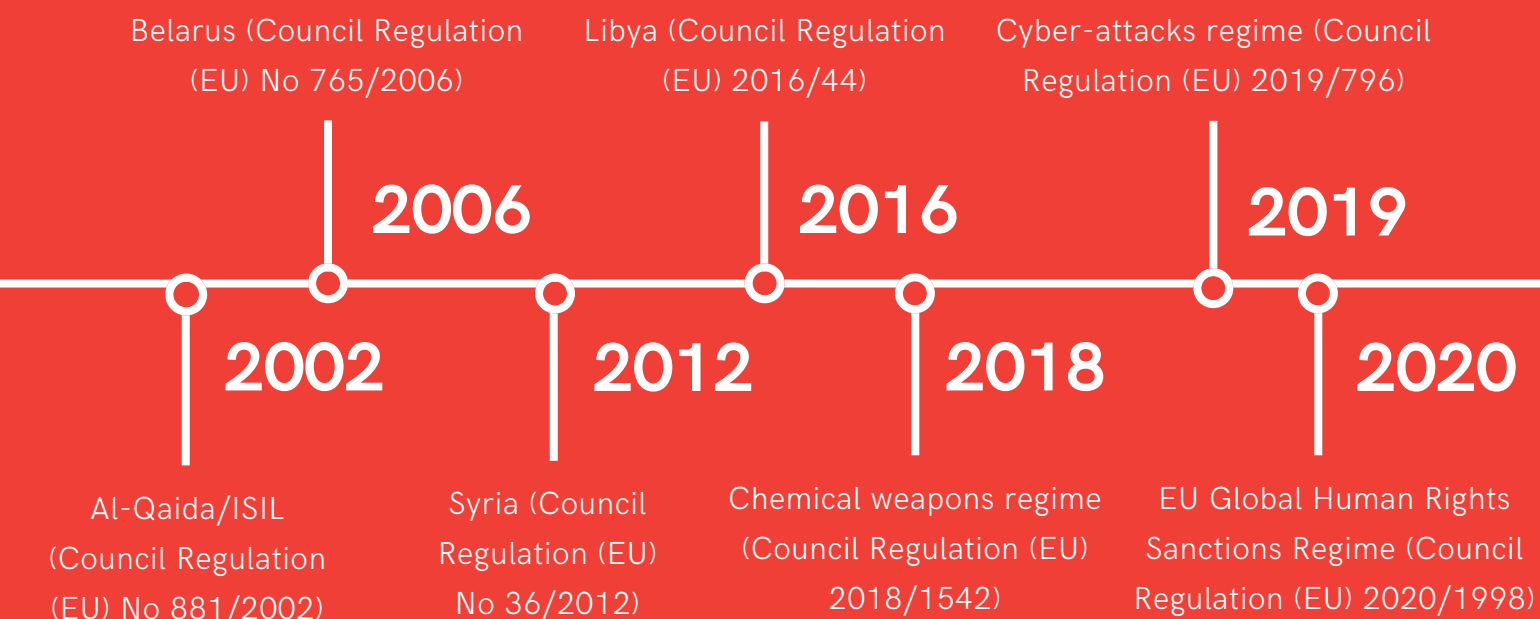 Belarus (Council Regulation
(EU) No 765/2006)
Libya (Council Regulation
(EU) 2016/44)
Cyber-attacks regime (Council
Regulation (EU) 2019/796)
2006
2016
2019
2002
2012
2018
2020
Al-Qaida/ISIL
(Council Regulation
(EU) No 881/2002)
Syria (Council
Regulation (EU)
No 36/2012)
Chemical weapons regime
(Council Regulation (EU)
2018/1542)
EU Global Human Rights
Sanctions Regime (Council
Regulation (EU) 2020/1998)